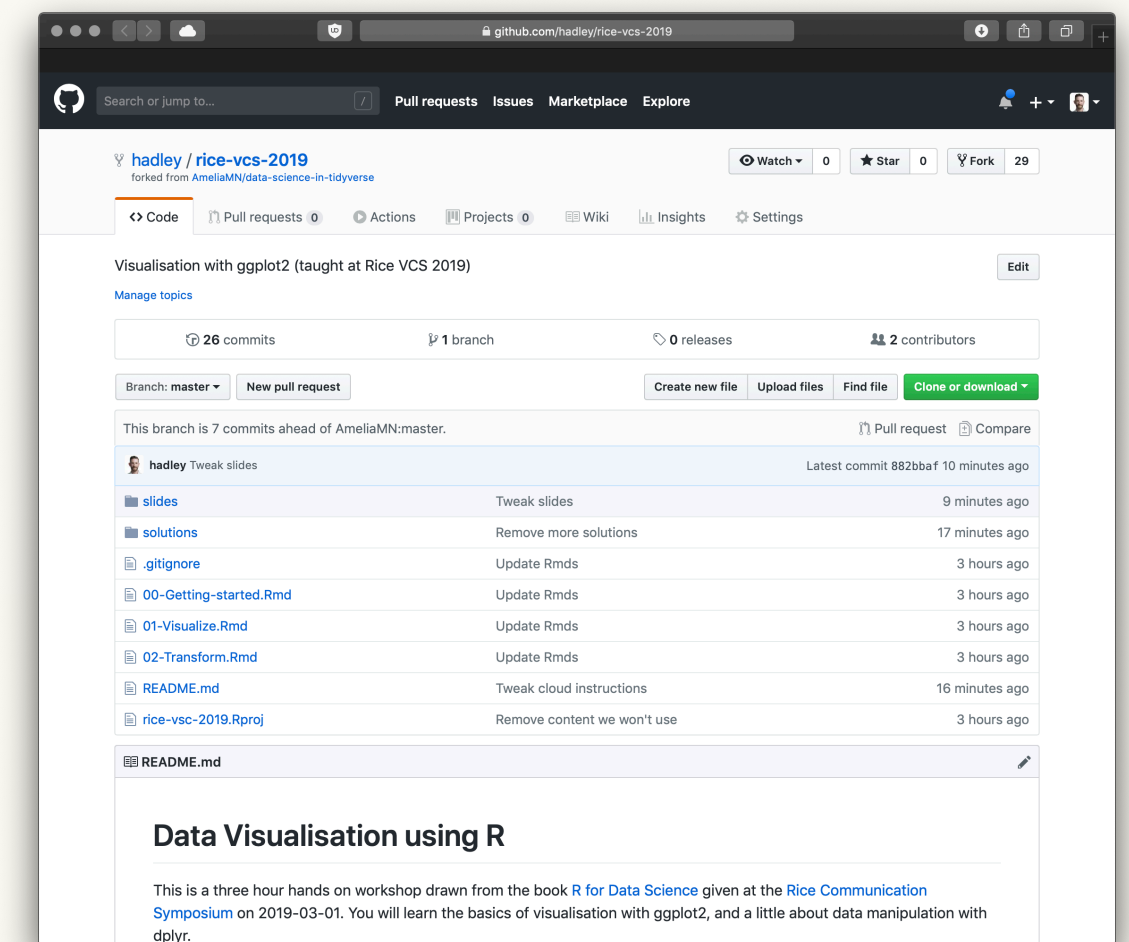 github.com/hadley/rice-vcs-2019
Search or jump to... / Pull requests Issues Marketplace Explore
hadley / rice-vcs-2019 Watch 0 Star 0 Fork 29
forked from AmeliaMN/data-science-in-tidyverse
Code Pull requests 0 Actions Projects 0 Wiki Insights Settings
Visualisation with ggplot2 (taught at Rice VCS 2019) Edit
Manage topics
26 commits 1 branch 0 releases 2 contributors
Branch: master New pull request Create new file Upload files Find file Clone or download
This branch is 7 commits ahead of AmeliaMN:master. Pull request Compare
hadley Tweak slides Latest commit 882bbaf 10 minutes ago
slides Tweak slides 9 minutes ago
solutions Remove more solutions 17 minutes ago
.gitignore Update Rmds 3 hours ago
00-Getting-started.Rmd Update Rmds 3 hours ago
01-Visualize.Rmd Update Rmds 3 hours ago
02-Transform.Rmd Update Rmds 3 hours ago
README.md Tweak cloud instructions 16 minutes ago
rice-vsc-2019.Rproj Remove content we won't use 3 hours ago
README.md
Data Visualisation using R
This is a three hour hands on workshop drawn from the book R for Data Science given at the Rice Communication
Symposium on 2019-03-01. You will learn the basics of visualisation with ggplot2, and a little about data manipulation with
dplyr.